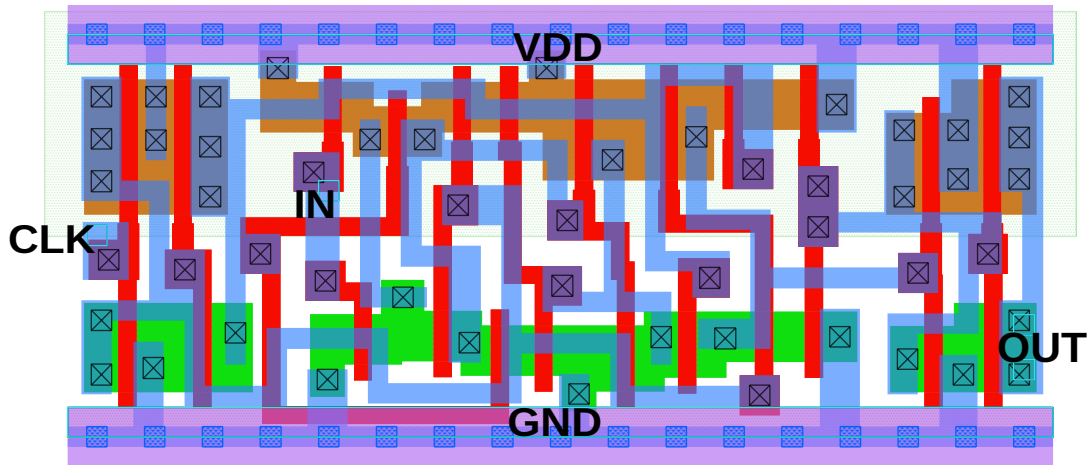 VDD
IN
CLK
OUT
GND